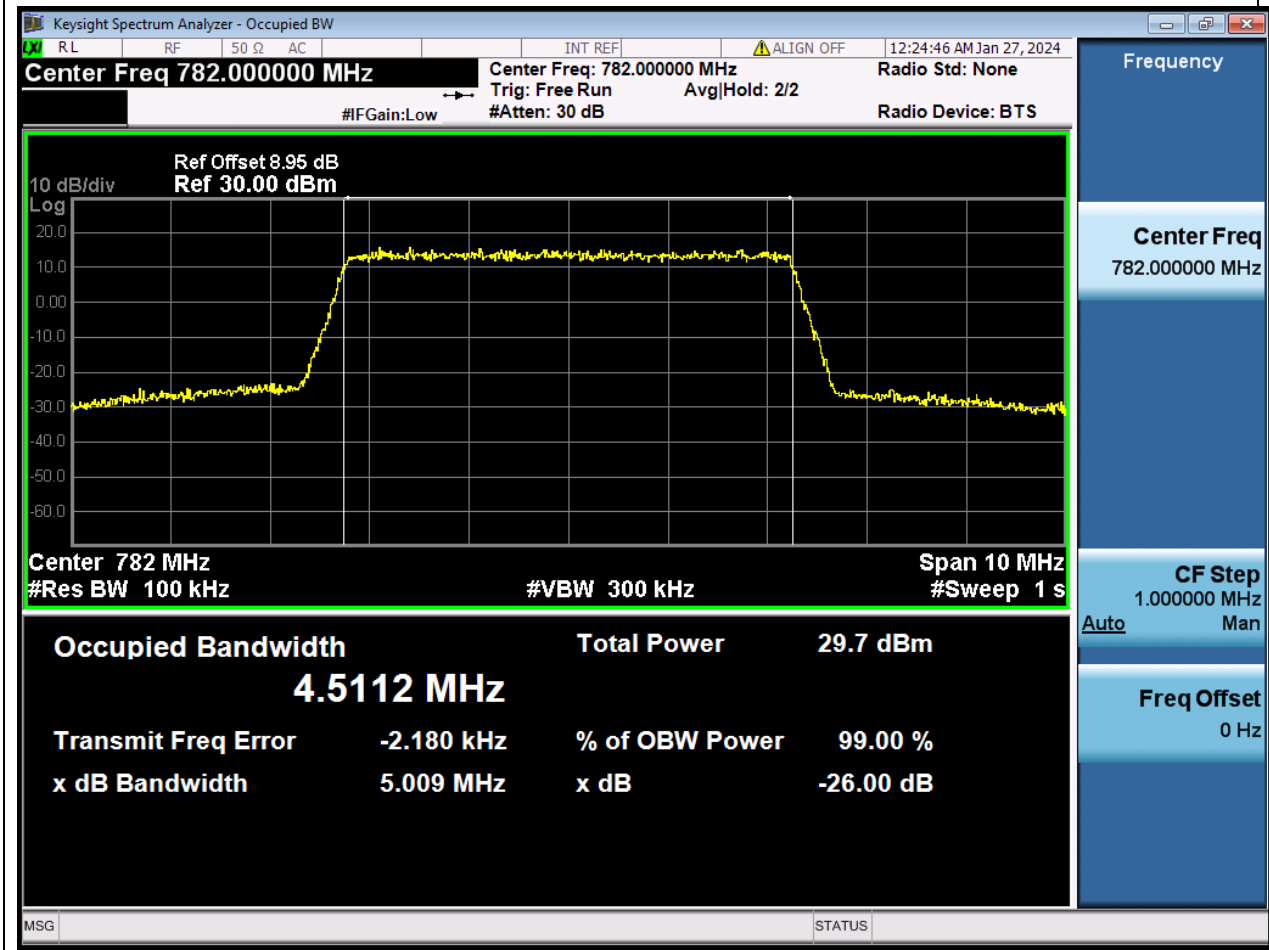 Keysight Spectrum Analyzer - Occupied BW
LXI RL RF 50 Ω AC INT REF ALIGN OFF 12:24:46 AM Jan 27, 2024
Center Freq 782.000000 MHz
Center Freq: 782.000000 MHz
Radio Std: None
Trig: Free Run Avg|Hold: 2/2
#IFGain:Low
#Atten: 30 dB
Radio Device: BTS
Ref Offset 8.95 dB
10 dB/div Ref 30.00 dBm
Log
20.0
10.0
0.00
-10.0
-20.0
-30.0
-40.0
-50.0
-60.0
Center 782 MHz Span 10 MHz
#Res BW 100 kHz #VBW 300 kHz #Sweep 1 s
Occupied Bandwidth Total Power 29.7 dBm
4.5112 MHz
Transmit Freq Error -2.180 kHz % of OBW Power 99.00 %
x dB Bandwidth 5.009 MHz x dB -26.00 dB
Frequency
Center Freq
782.000000 MHz
CF Step
1.000000 MHz
Auto Man
Freq Offset
0 Hz
MSG STATUS